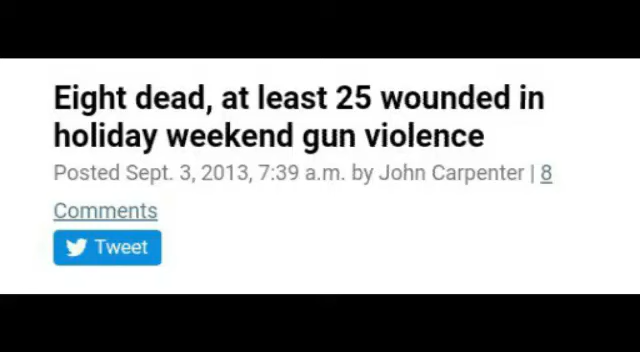 Eight dead, at least 25 wounded in
holiday weekend gun violence
Posted Sept. 3, 2013, 7:39 a.m. by John Carpenter | 8
Comments
Tweet